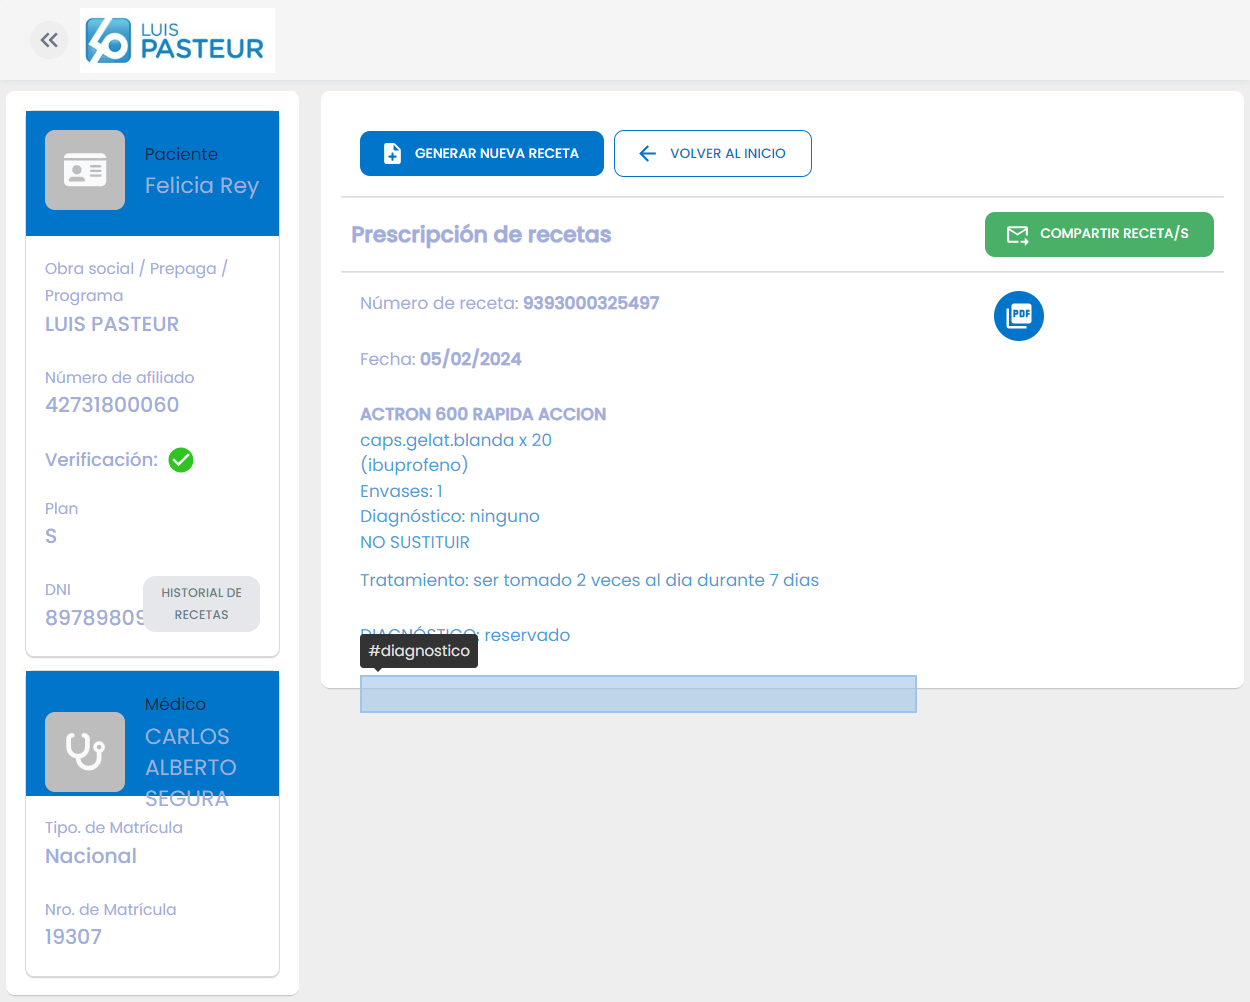 LUIS
PASTEUR
Paciente
Felicia Rey
Obra social / Prepaga /
Programa
LUIS PASTEUR
Número de afiliado
42731800060
Verificación:
Plan
S
DNI
89789809
HISTORIAL DE
RECETAS
Médico
CARLOS
ALBERTO
SEGURA
Tipo. de Matrícula
Nacional
Nro. de Matrícula
19307
GENERAR NUEVA RECETA
VOLVER AL INICIO
Prescripción de recetas
COMPARTIR RECETA/S
Número de receta: 9393000325497
PDF
Fecha: 05/02/2024
ACTRON 600 RAPIDA ACCION
caps.gelat.blanda x 20
(ibuprofeno)
Envases: 1
Diagnóstico: ninguno
NO SUSTITUIR
Tratamiento: ser tomado 2 veces al dia durante 7 dias
DIAGNÓSTICO: reservado
#diagnostico